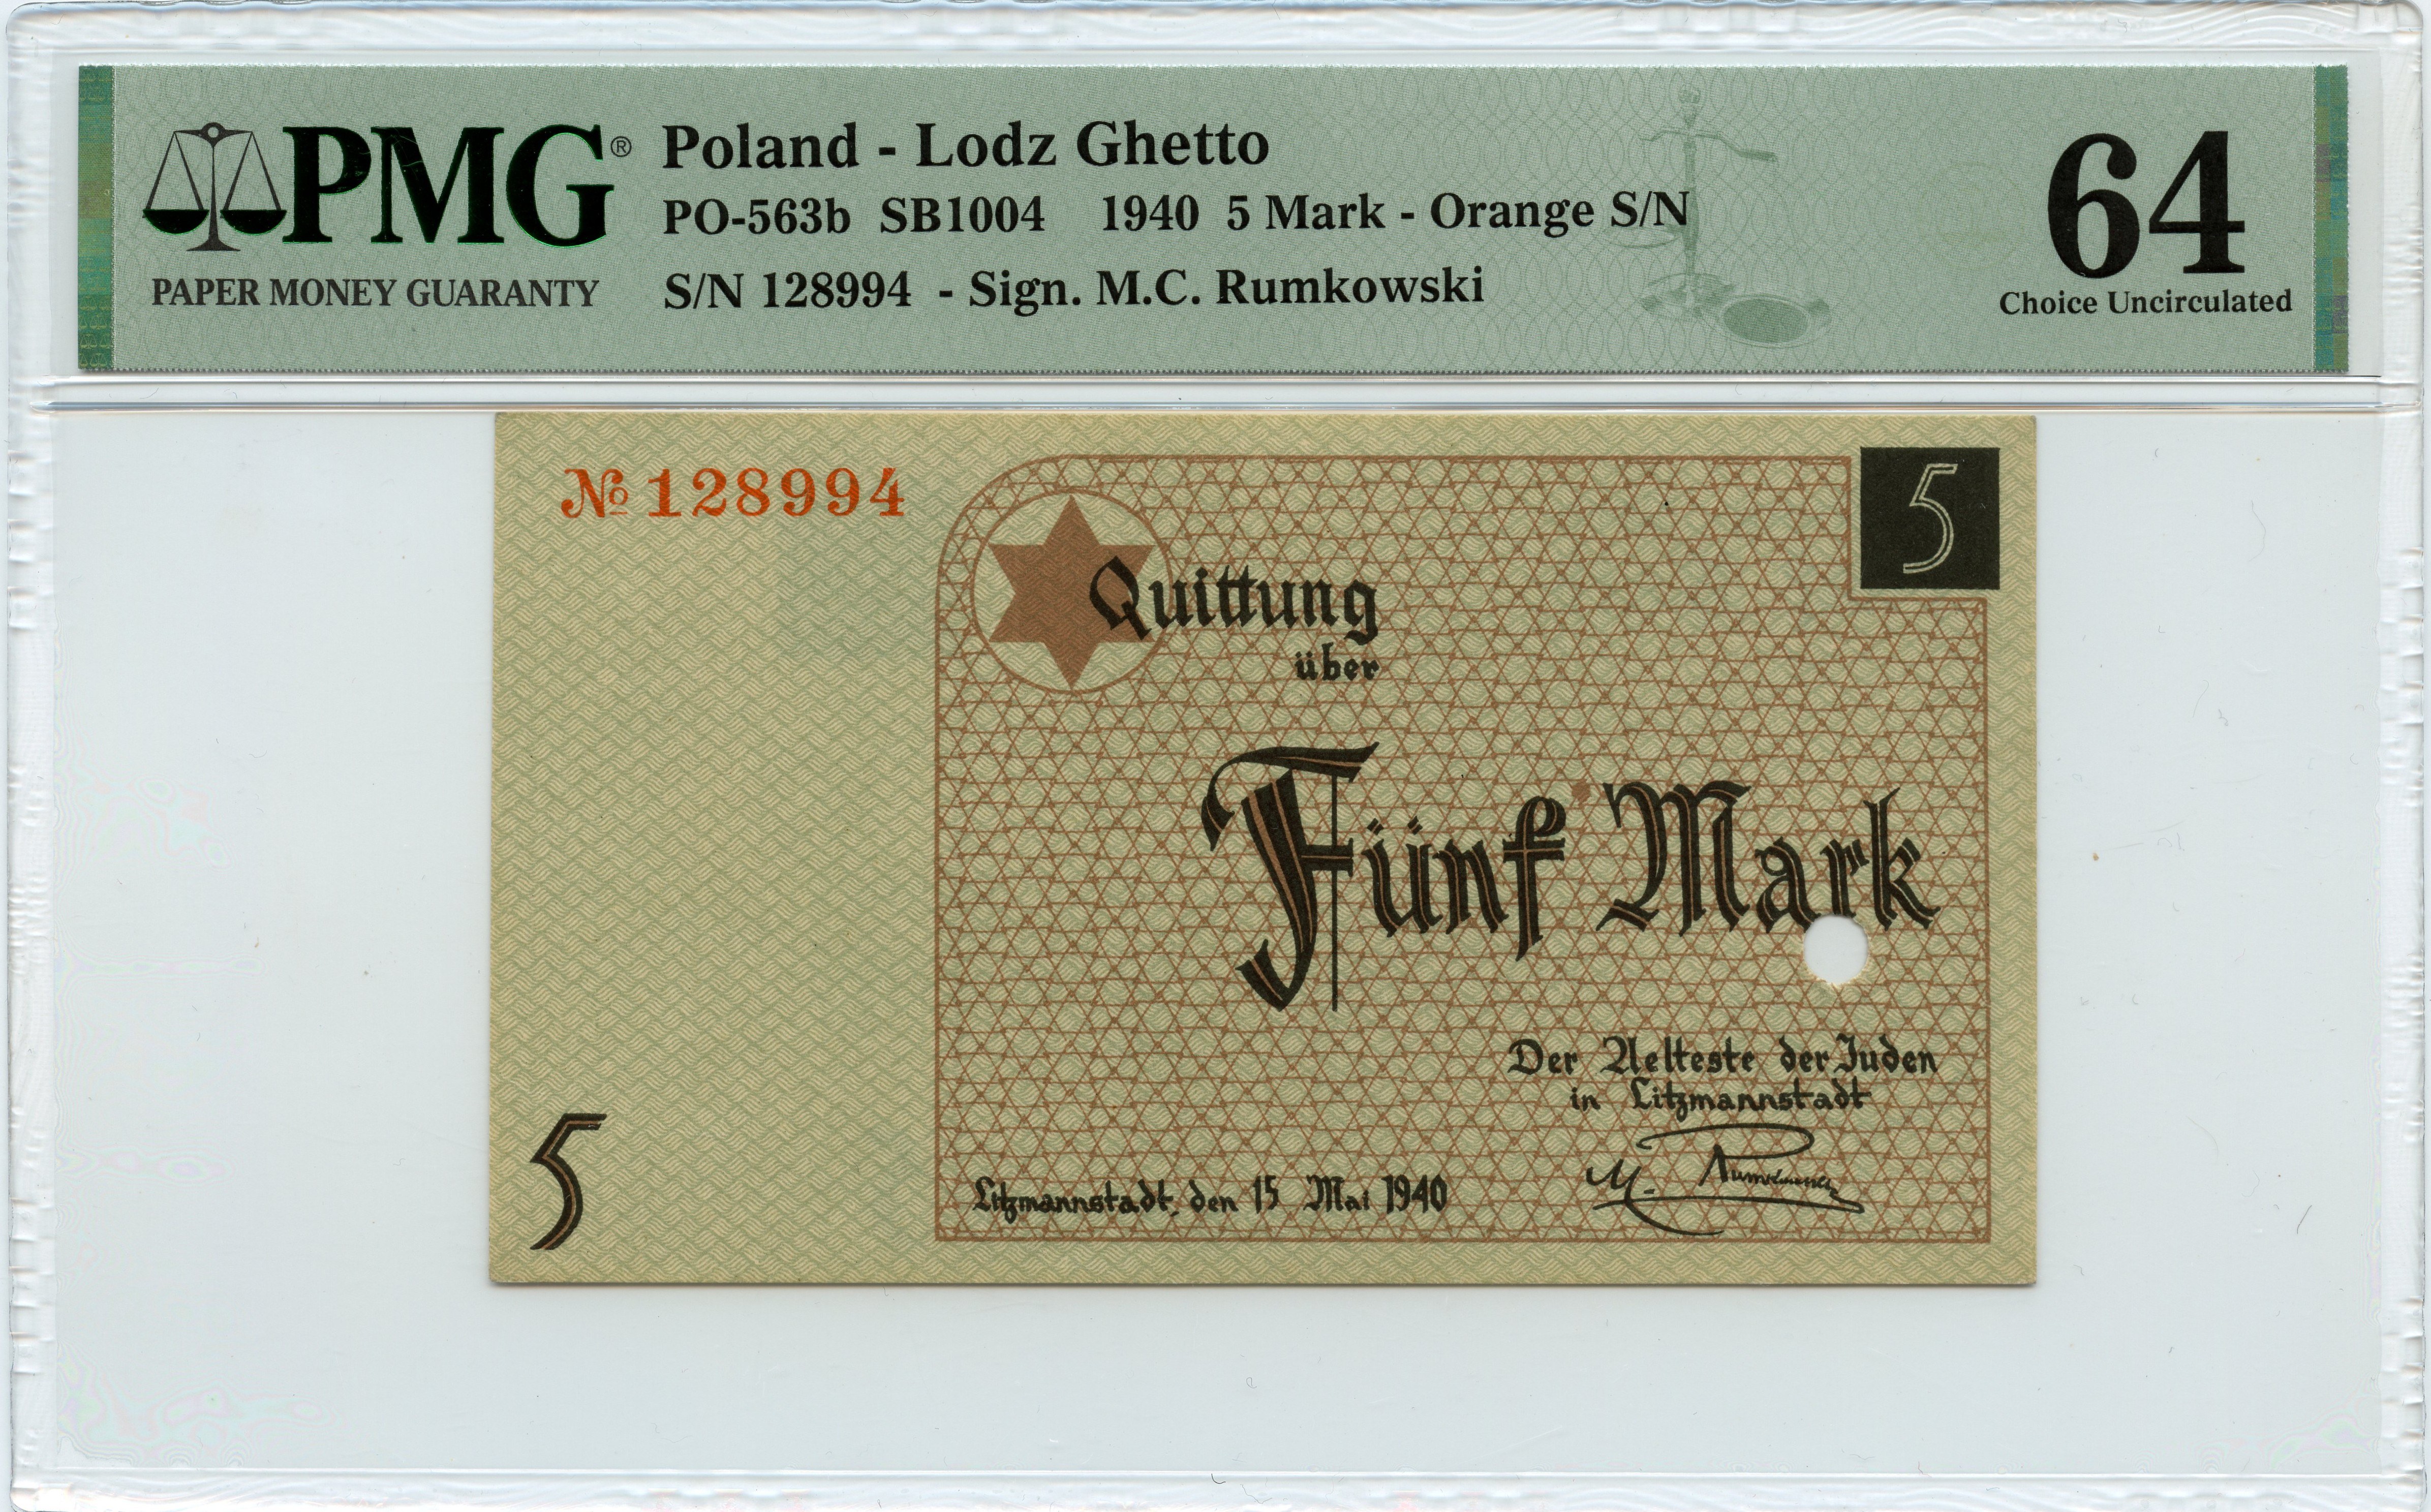 PMG®
PAPER MONEY GUARANTY
Poland - Lodz Ghetto
PO-563b SB1004 1940 5 Mark - Orange S/N
S/N 128994 - Sign. M.C. Rumkowski
64
Choice Uncirculated
№ 128994
5
Quittung
über
Fünf Mark
Der Aelteste der Juden
in Litzmannstadt
M. Rumkowski
Litzmannstadt, den 15 Mai 1940
5